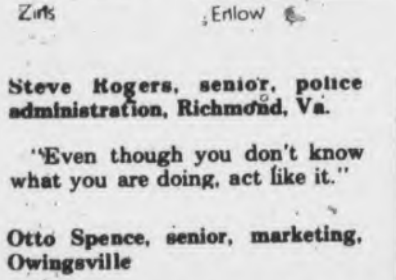 Zins Enlow
Steve Rogers, senior, police
administration, Richmond, Va.
"Even though you don't know
what you are doing, act like it."
Otto Spence, senior, marketing,
Owingsville